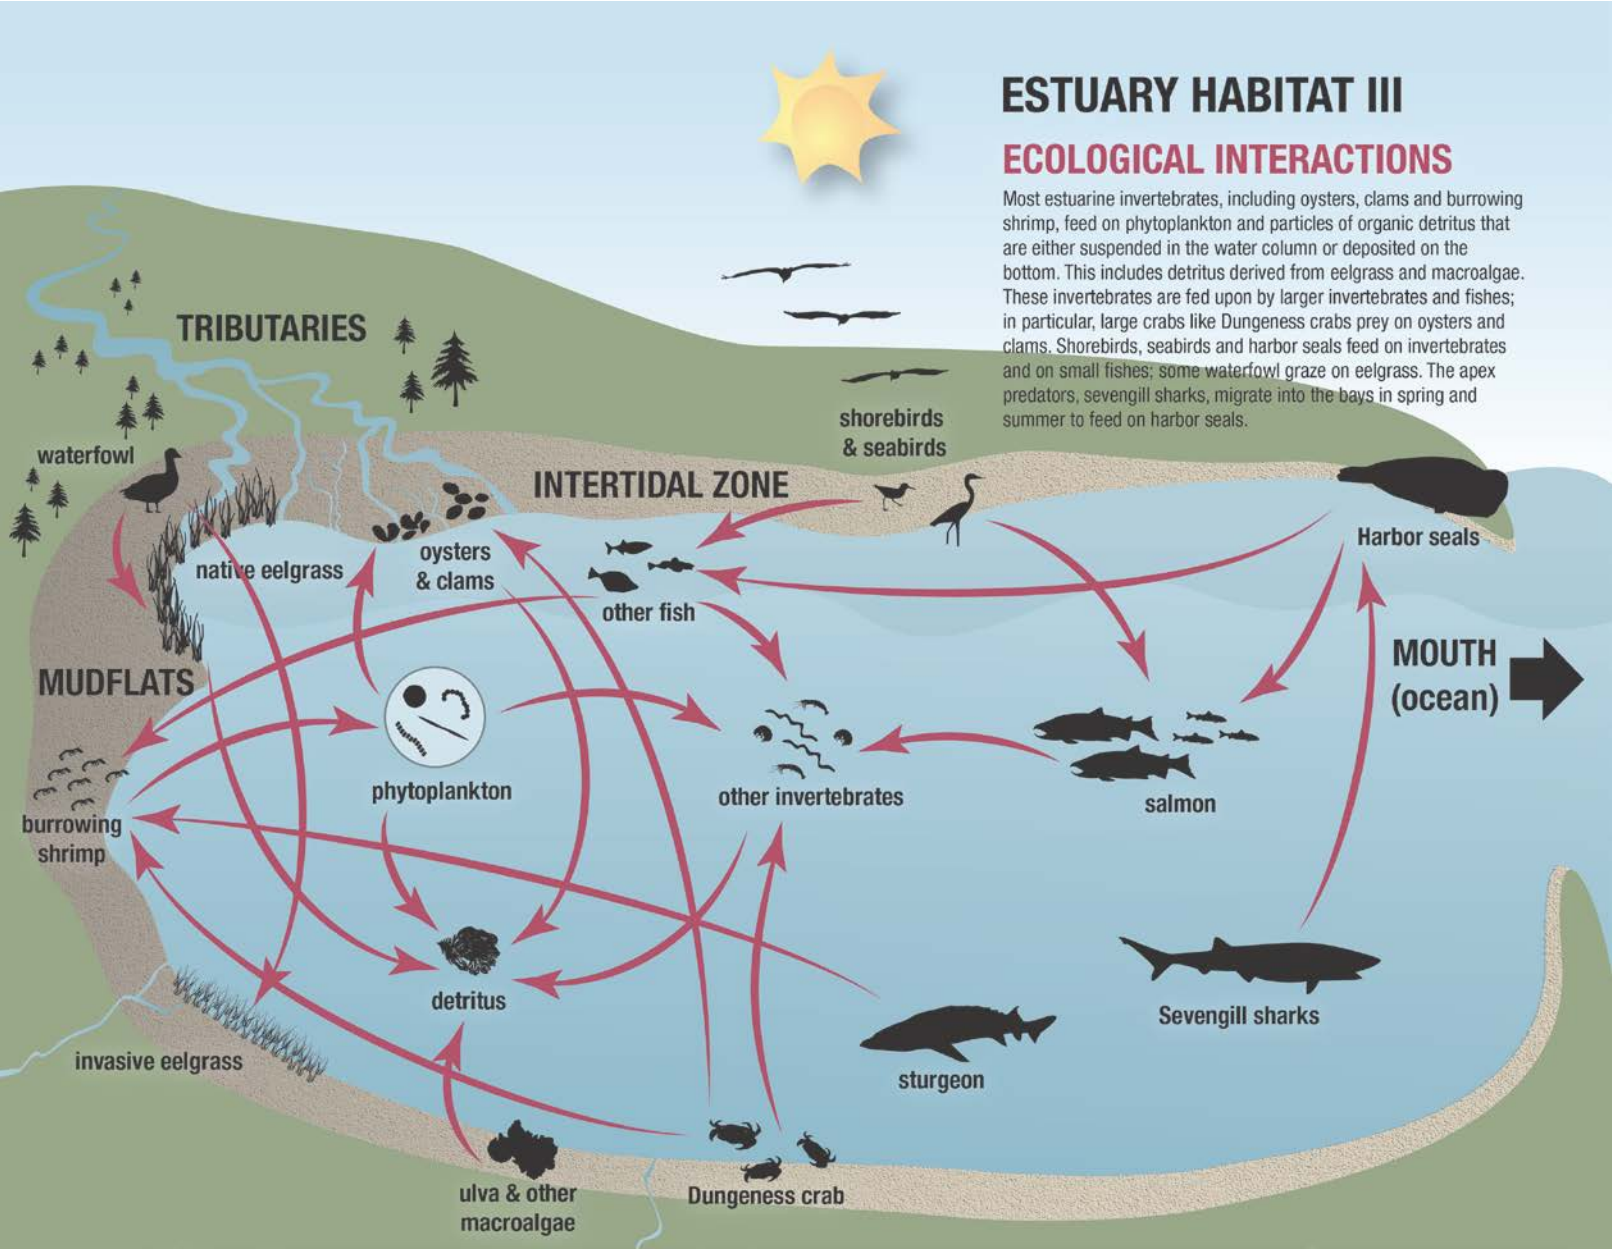 ESTUARY HABITAT III
ECOLOGICAL INTERACTIONS
Most estuarine invertebrates, including oysters, clams and burrowing
shrimp, feed on phytoplankton and particles of organic detritus that
are either suspended in the water column or deposited on the
bottom. This includes detritus derived from eelgrass and macroalgae.
These invertebrates are fed upon by larger invertebrates and fishes;
in particular, large crabs like Dungeness crabs prey on oysters and
clams. Shorebirds, seabirds and harbor seals feed on invertebrates
and on small fishes; some waterfowl graze on eelgrass. The apex
predators, sevengill sharks, migrate into the bays in spring and
summer to feed on harbor seals.
TRIBUTARIES
shorebirds
& seabirds
waterfowl
INTERTIDAL ZONE
Harbor seals
oysters
& clams
native eelgrass
other fish
MOUTH
(ocean)
MUDFLATS
phytoplankton
other invertebrates
salmon
burrowing
shrimp
detritus
Sevengill sharks
invasive eelgrass
sturgeon
ulva & other
macroalgae
Dungeness crab